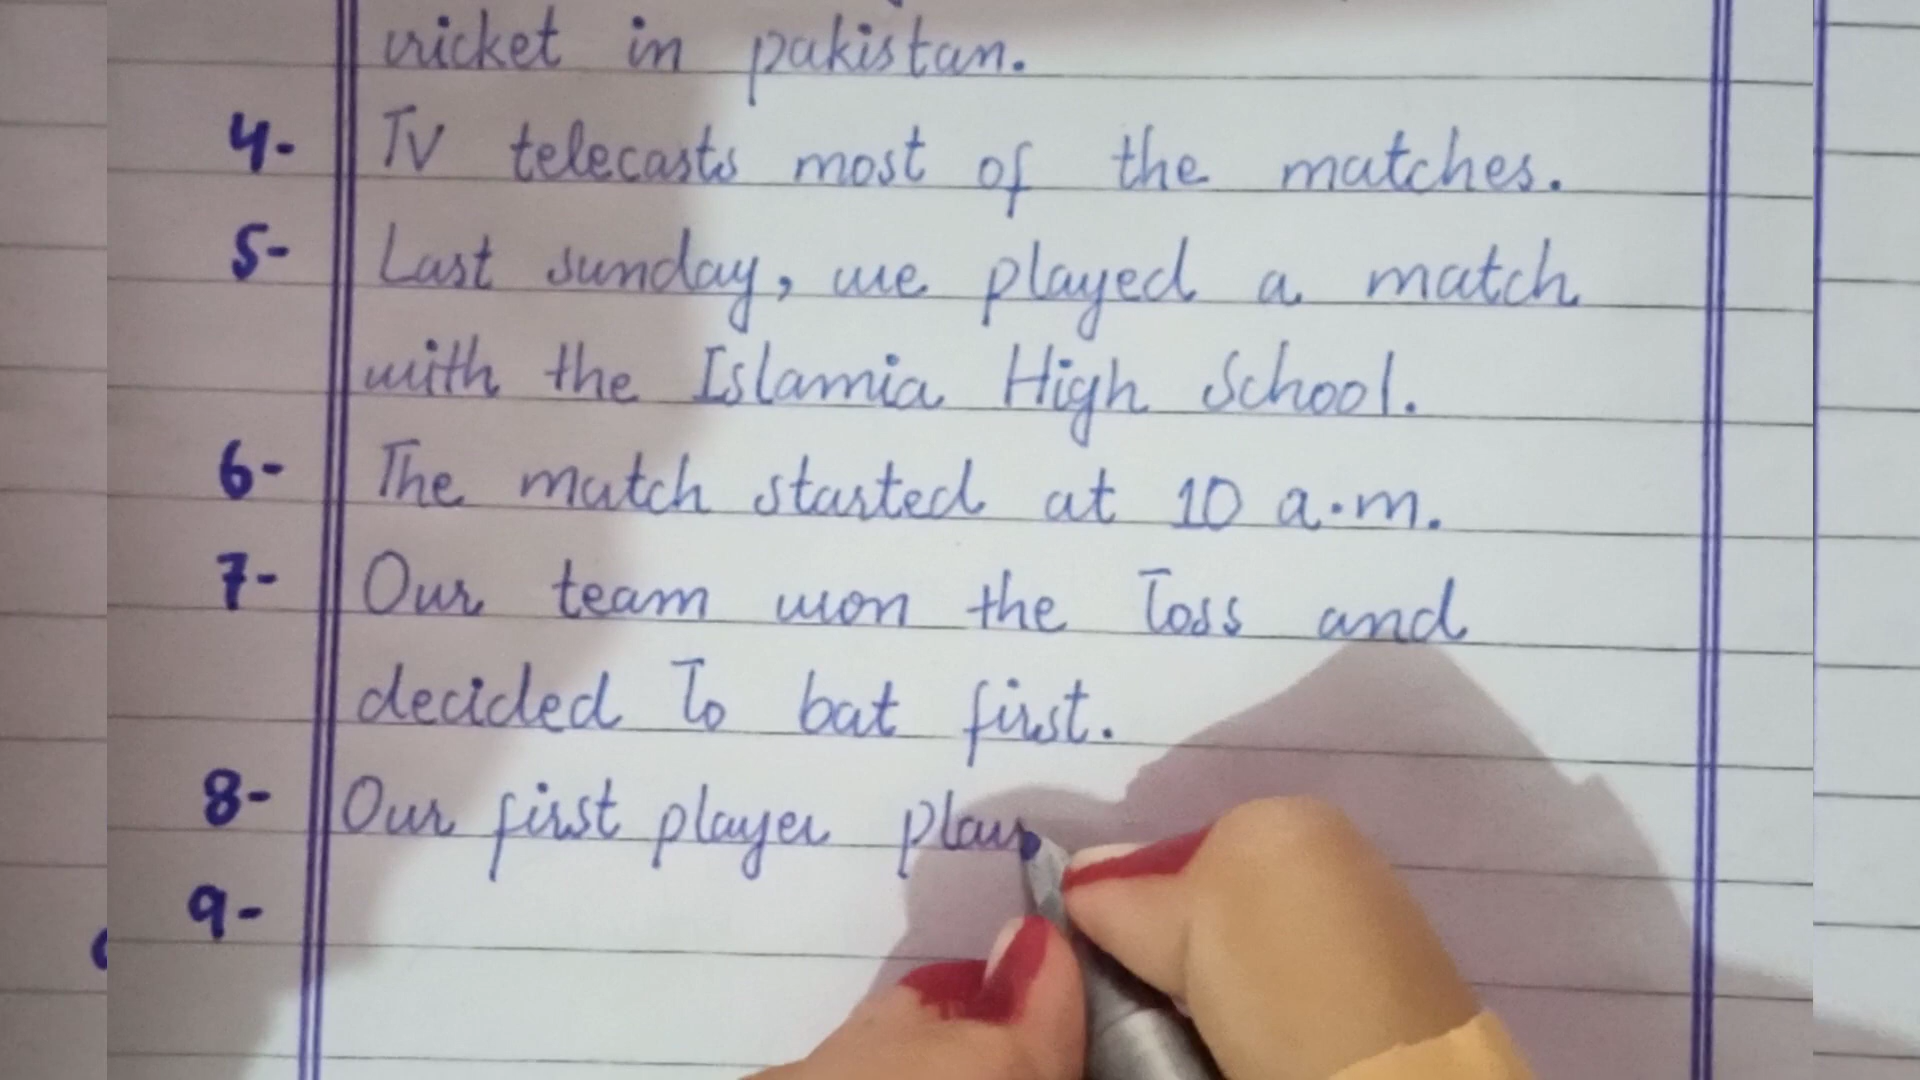 cricket in pakistan.
4- TV telecasts most of the matches.
5- Last sunday, we played a match
with the Islamia High School.
6- The match started at 10 a.m.
7- Our team won the Toss and
decided To bat first.
8- Our first player
9-